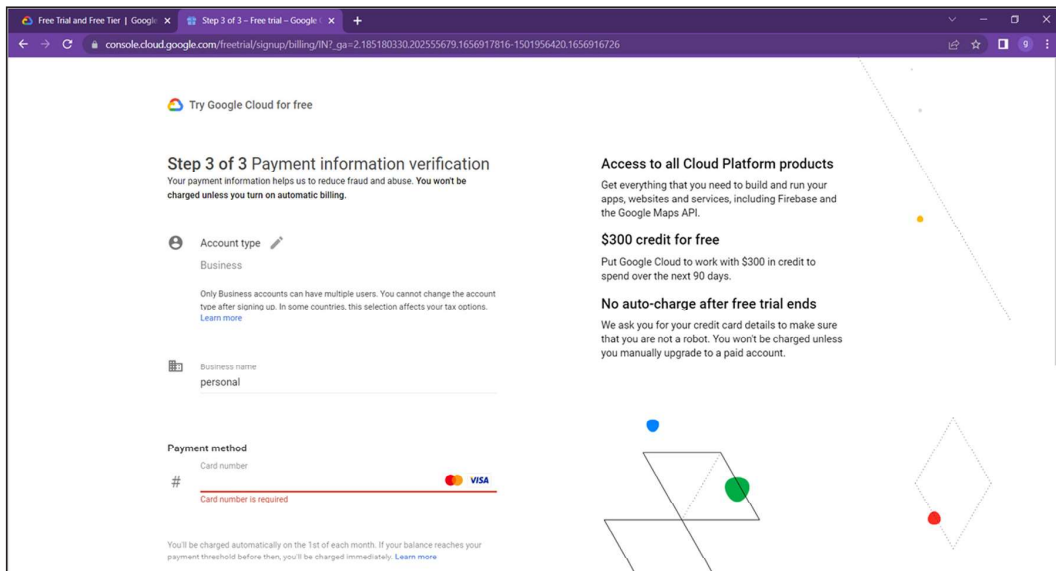 Free Trial and Free Tier | Google
Step 3 of 3 – Free trial – Google
console.cloud.google.com/freetrial/signup/billing/IN?_ga=2.185180330.202555679.1656917816-1501956420.1656916726
g
Try Google Cloud for free
Step 3 of 3 Payment information verification
Your payment information helps us to reduce fraud and abuse. You won't be
charged unless you turn on automatic billing.
Account type
Business
Only Business accounts can have multiple users. You cannot change the account
type after signing up. In some countries, this selection affects your tax options.
Learn more
Business name
personal
Payment method
Card number
#
VISA
Card number is required
You'll be charged automatically on the 1st of each month. If your balance reaches your
payment threshold before then, you'll be charged immediately. Learn more
Access to all Cloud Platform products
Get everything that you need to build and run your
apps, websites and services, including Firebase and
the Google Maps API.
$300 credit for free
Put Google Cloud to work with $300 in credit to
spend over the next 90 days.
No auto-charge after free trial ends
We ask you for your credit card details to make sure
that you are not a robot. You won't be charged unless
you manually upgrade to a paid account.